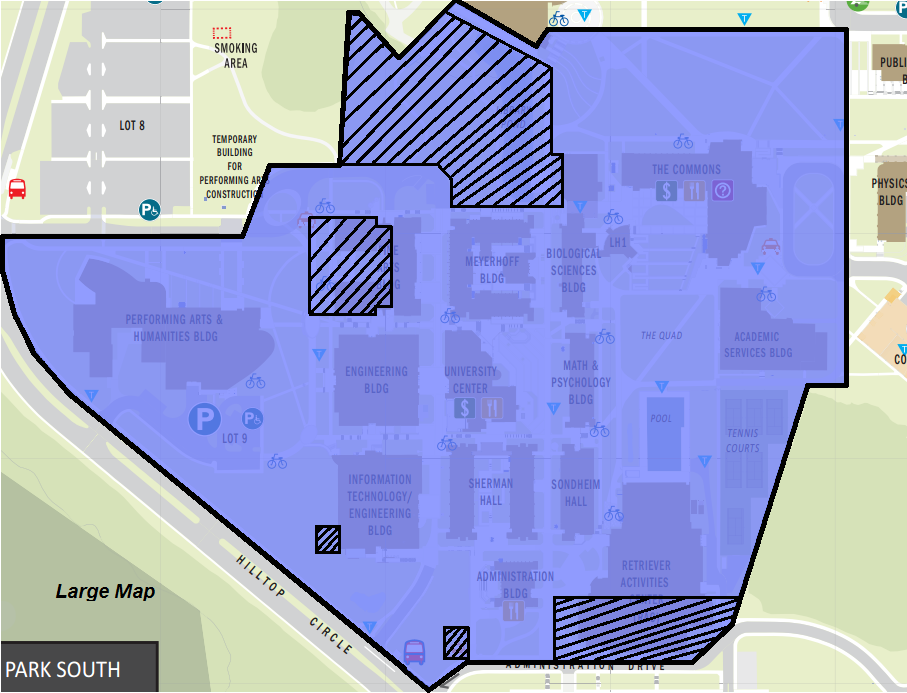 SMOKING
AREA
LOT 8
TEMPORARY
BUILDING
FOR
PERFORMING ARTS
CONSTRUCTION
PUBLIC
THE COMMONS
$
?
PHYSICS
BLDG
P
LH1
MEYERHOFF
BLDG
BIOLOGICAL
SCIENCES
BLDG
PERFORMING ARTS &
HUMANITIES BLDG
THE QUAD
ACADEMIC
SERVICES BLDG
CO
ENGINEERING
BLDG
UNIVERSITY
CENTER
$
MATH &
PSYCHOLOGY
BLDG
P
P
LOT 9
POOL
TENNIS
COURTS
INFORMATION
TECHNOLOGY/
ENGINEERING
BLDG
SHERMAN
HALL
SONDHEIM
HALL
RETRIEVER
ACTIVITIES
ADMINISTRATION
BLDG
Large Map
HILLTOP CIRCLE
PARK SOUTH
ADMINISTRATION DRIVE